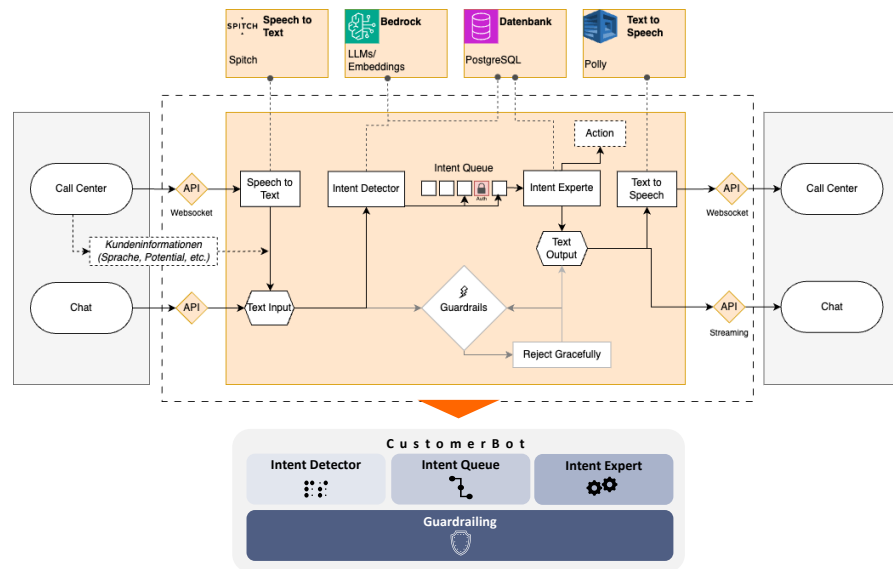 SPITCH
Speech to
Text
Spitch
Bedrock
LLMs/
Embeddings
Datenbank
PostgreSQL
Text to
Speech
Polly
Call Center
API
Websocket
Speech to
Text
Intent Detector
Intent Queue
Auth
Intent Experte
Action
Text to
Speech
API
Websocket
Call Center
Kundeninformationen
(Sprache, Potential, etc.)
Text
Output
Chat
API
Text Input
Guardrails
Reject Gracefully
API
Streaming
Chat
CustomerBot
Intent Detector
Intent Queue
Intent Expert
Guardrailing